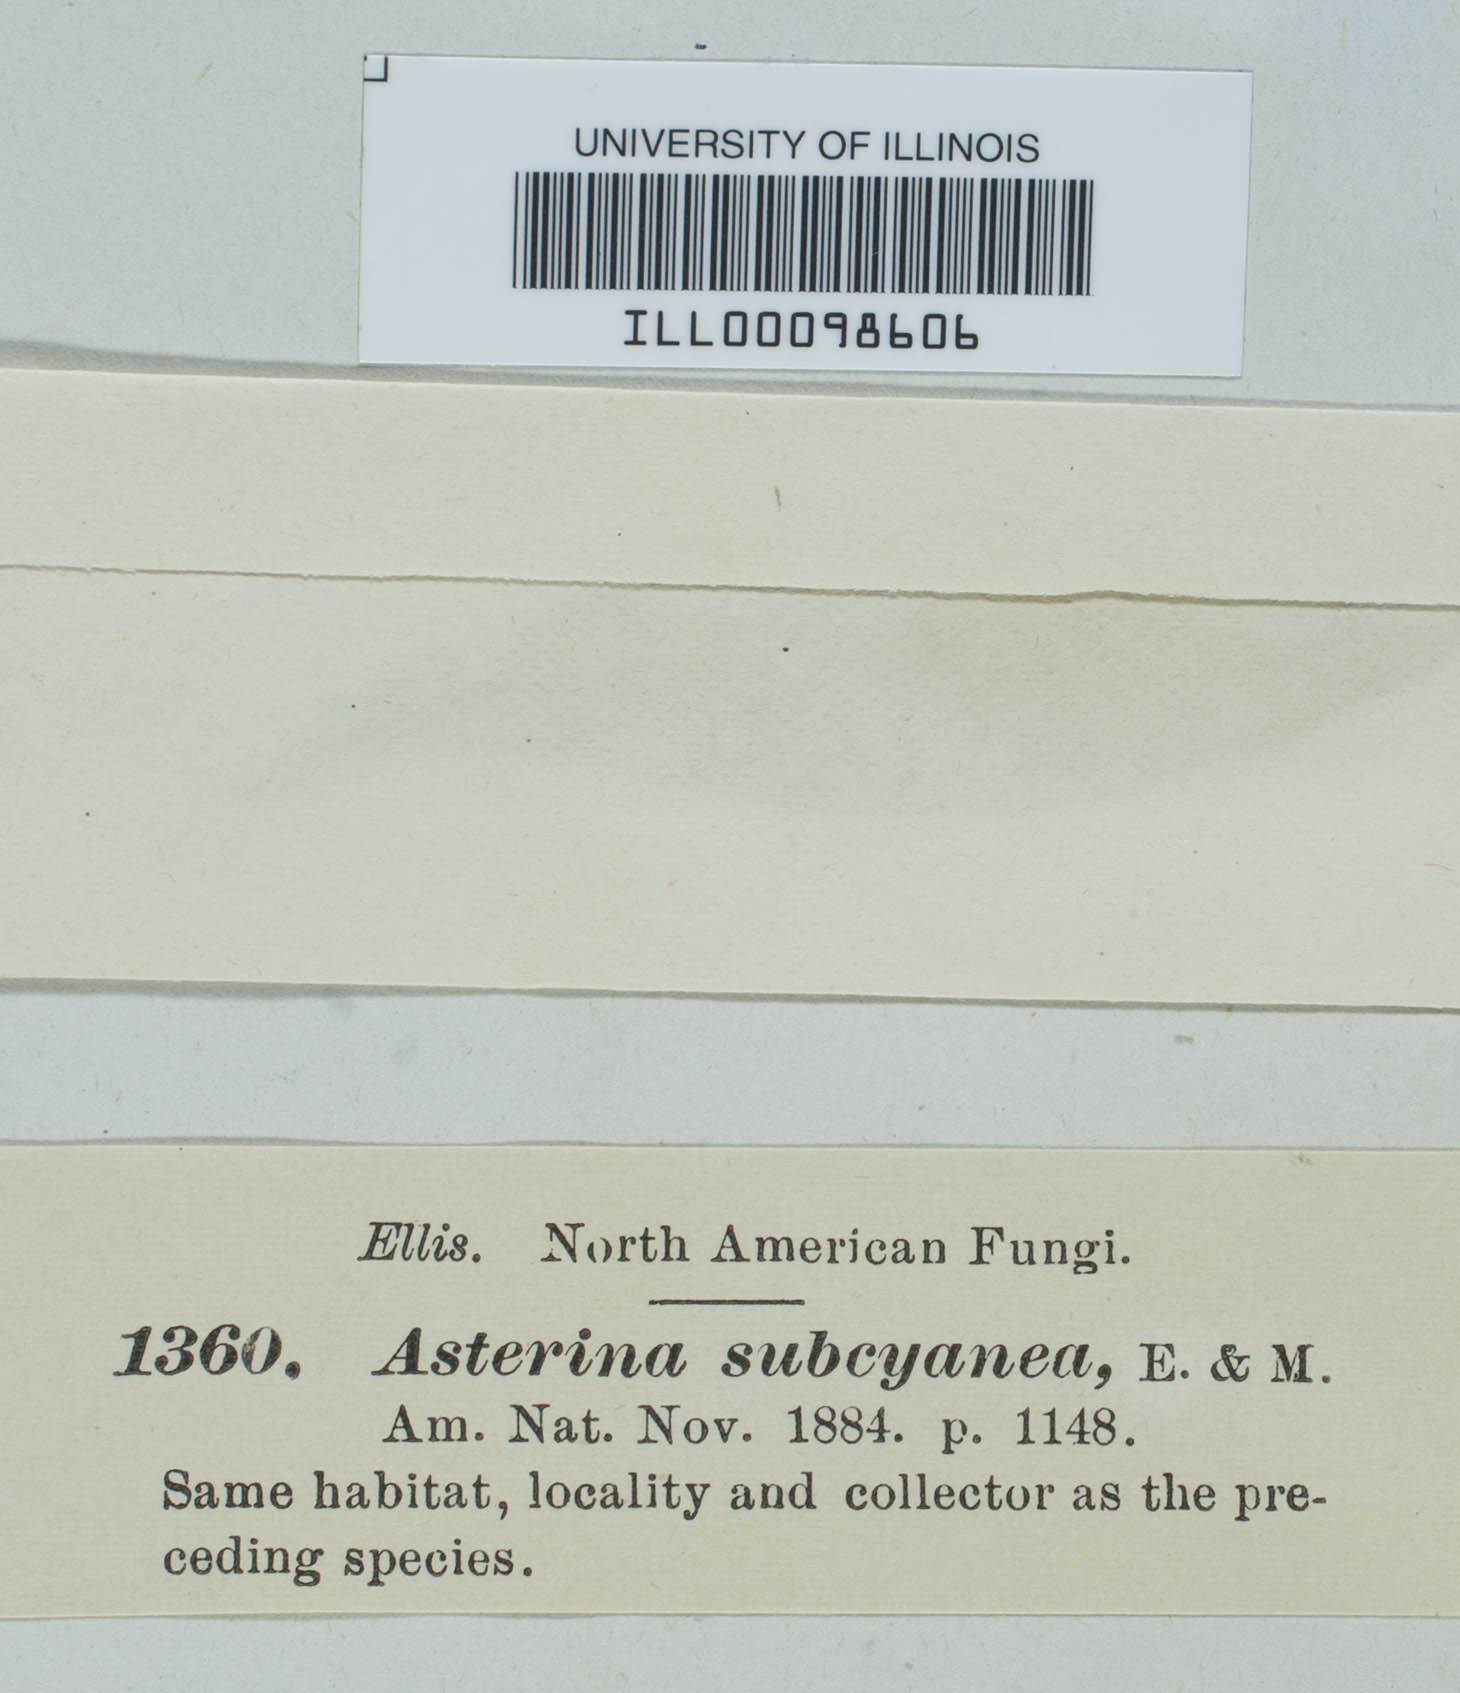 UNIVERSITY OF ILLINOIS
ILL00098606
Ellis. North American Fungi.
1360. Asterina subcyanea, E. & M.
Am. Nat. Nov. 1884. p. 1148.
Same habitat, locality and collector as the pre-
ceding species.